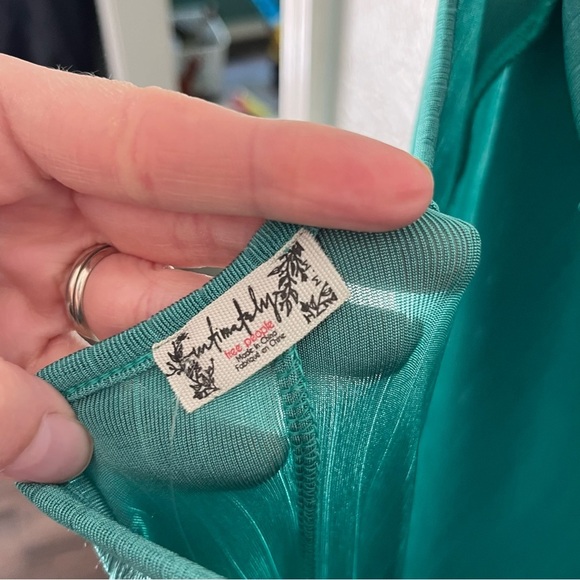 intimately
free people
Made in China
Fabriqué en Chine
M